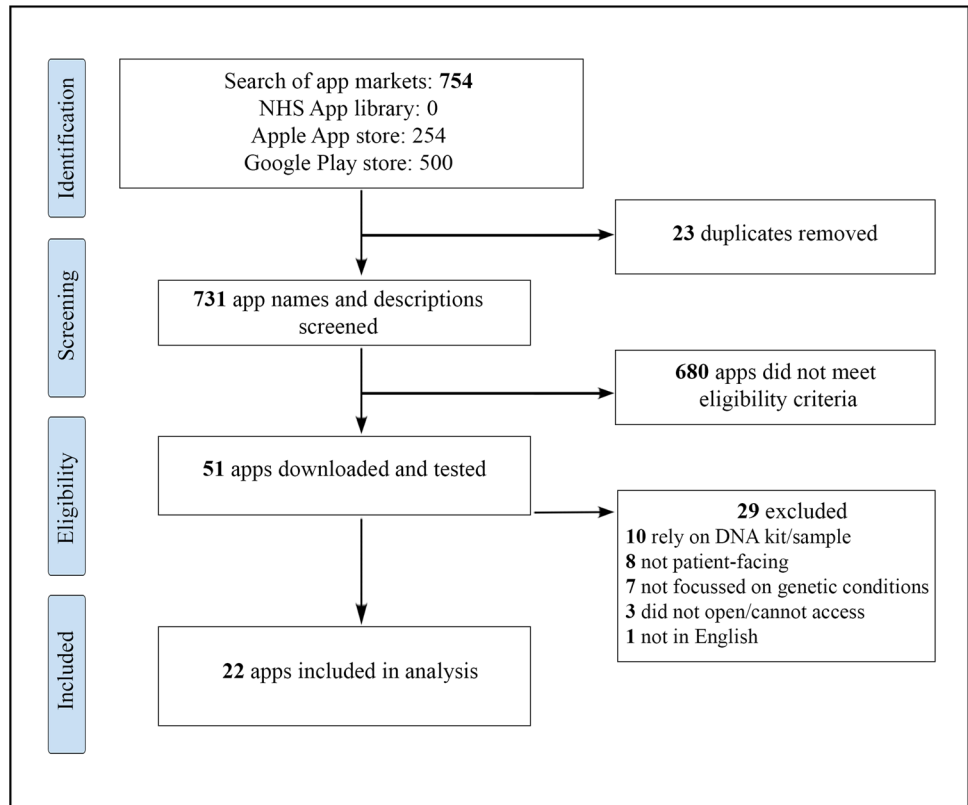 Identification
Search of app markets: 754
NHS App library: 0
Apple App store: 254
Google Play store: 500
23 duplicates removed
Screening
731 app names and descriptions
screened
680 apps did not meet
eligibility criteria
Eligibility
51 apps downloaded and tested
29 excluded
10 rely on DNA kit/sample
8 not patient-facing
7 not focussed on genetic conditions
3 did not open/cannot access
1 not in English
Included
22 apps included in analysis